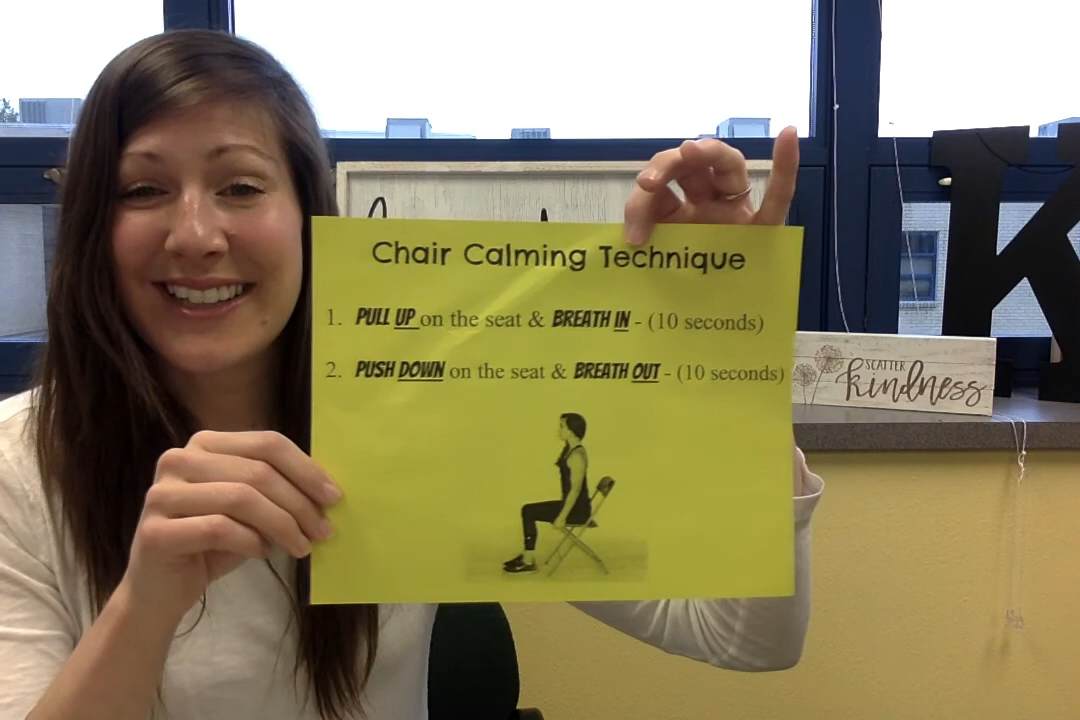 Chair Calming Technique
1. PULL UP on the seat & BREATH IN - (10 seconds)
2. PUSH DOWN on the seat & BREATH OUT - (10 seconds)
SCATTER
kindness
K